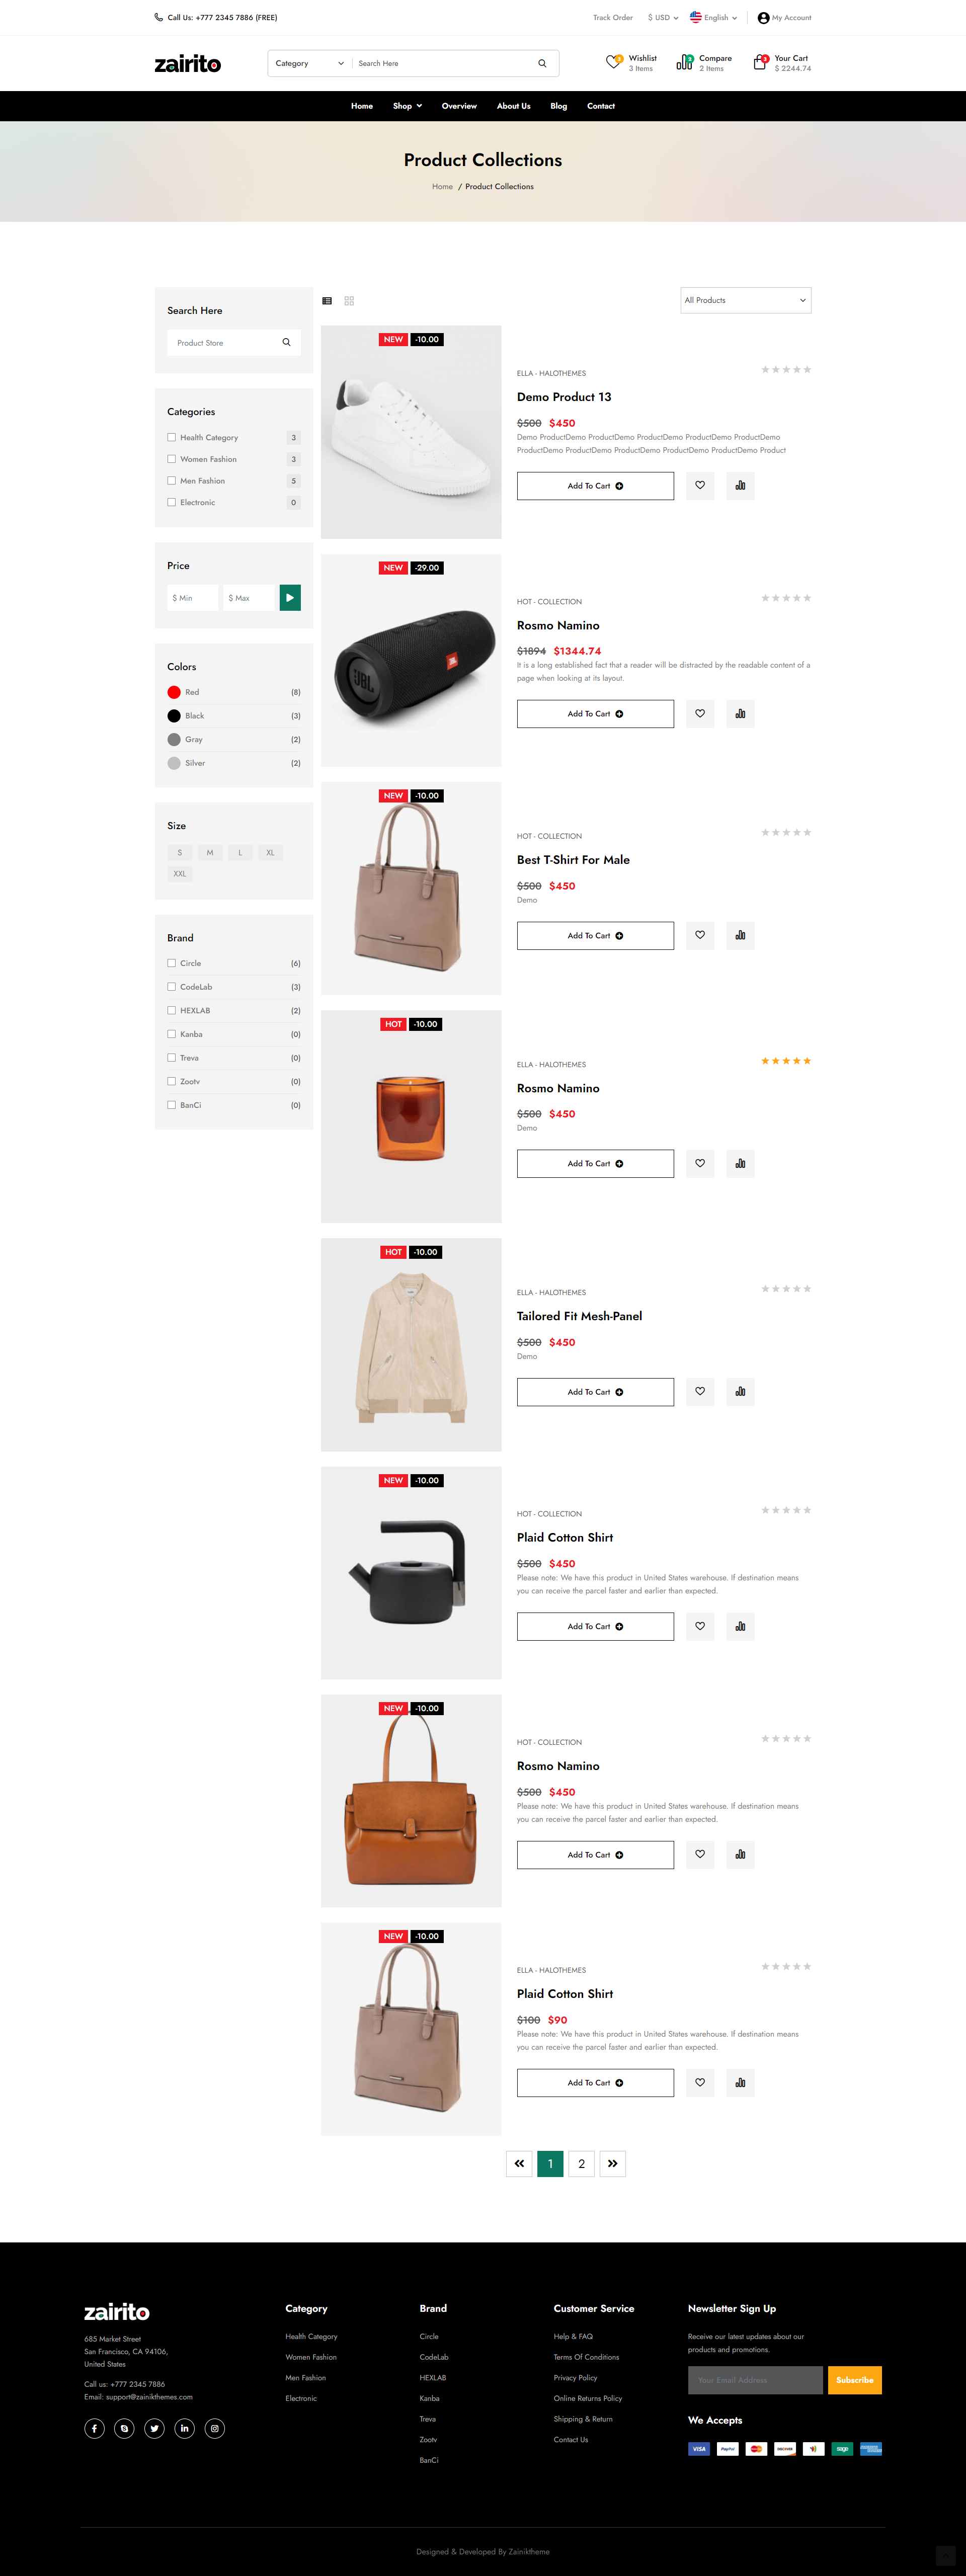 Call Us: +777 2345 7886 (FREE)
Track Order
$ USD
English
My Account
zairito
Category
Search Here
3
Wishlist
3 Items
Compare
2 Items
3
Your Cart
$ 2244.74
Home
Shop
Overview
About Us
Blog
Contact
Product Collections
Home / Product Collections
Search Here
Product Store
Categories
Health Category 3
Women Fashion 3
Men Fashion 5
Electronic 0
Price
$ Min
$ Max
Colors
Red (8)
Black (3)
Gray (2)
Silver (2)
Size
S M L XL
XXL
Brand
Circle (6)
CodeLab (3)
HEXLAB (2)
Kanba (0)
Treva (0)
Zootv (0)
BanCi (0)
All Products
NEW -10.00
ELLA - HALOTHEMES
Demo Product 13
$500 $450
Demo ProductDemo ProductDemo ProductDemo ProductDemo ProductDemo
ProductDemo ProductDemo ProductDemo ProductDemo ProductDemo Product
Add To Cart
NEW -29.00
JBL
JBL
HOT - COLLECTION
Rosmo Namino
$1894 $1344.74
It is a long established fact that a reader will be distracted by the readable content of a
page when looking at its layout.
Add To Cart
NEW -10.00
HOT - COLLECTION
Best T-Shirt For Male
$500 $450
Demo
Add To Cart
HOT -10.00
ELLA - HALOTHEMES
Rosmo Namino
$500 $450
Demo
Add To Cart
HOT -10.00
ELLA - HALOTHEMES
Tailored Fit Mesh-Panel
$500 $450
Demo
Add To Cart
NEW -10.00
HOT - COLLECTION
Plaid Cotton Shirt
$500 $450
Please note: We have this product in United States warehouse. If destination means
you can receive the parcel faster and earlier than expected.
Add To Cart
NEW -10.00
HOT - COLLECTION
Rosmo Namino
$500 $450
Please note: We have this product in United States warehouse. If destination means
you can receive the parcel faster and earlier than expected.
Add To Cart
NEW -10.00
ELLA - HALOTHEMES
Plaid Cotton Shirt
$100 $90
Please note: We have this product in United States warehouse. If destination means
you can receive the parcel faster and earlier than expected.
Add To Cart
1 2
zairito
685 Market Street
San Francisco, CA 94106,
United States
Call us: +777 2345 7886
Email: support@zainikthemes.com
Category
Health Category
Women Fashion
Men Fashion
Electronic
Brand
Circle
CodeLab
HEXLAB
Kanba
Treva
Zootv
BanCi
Customer Service
Help & FAQ
Terms Of Conditions
Privacy Policy
Online Returns Policy
Shipping & Return
Contact Us
Newsletter Sign Up
Receive our latest updates about our
products and promotions.
Your Email Address
Subscribe
We Accepts
VISA
PayPal
DISCOVER
sage
Designed & Developed By Zainiktheme